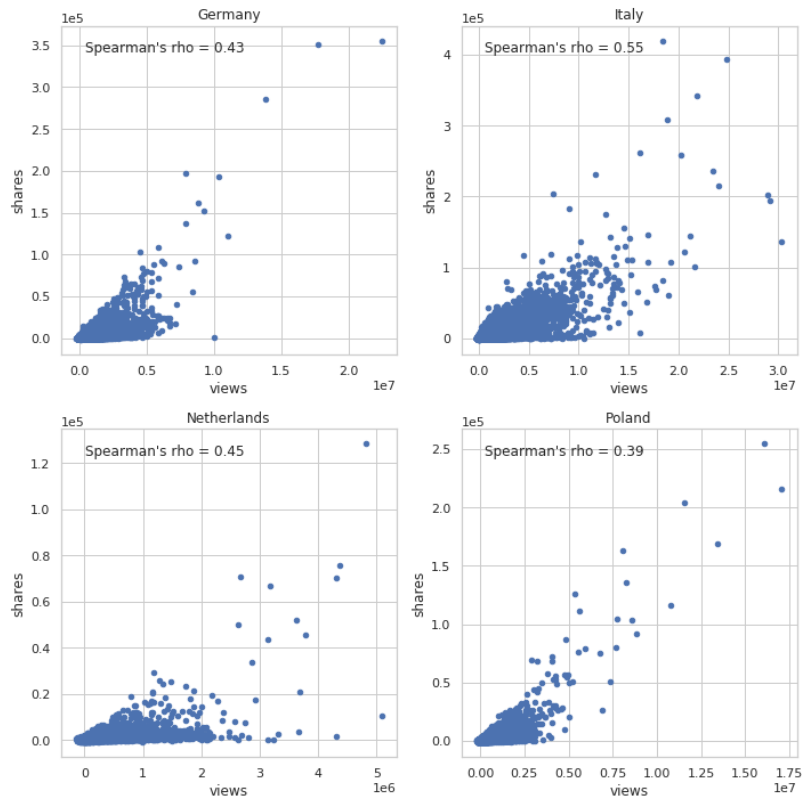 Germany
1e5
Spearman's rho = 0.43
3.5
3.0
2.5
2.0
1.5
1.0
0.5
0.0
shares
0.0 0.5 1.0 1.5 2.0
1e7
views
Italy
1e5
Spearman's rho = 0.55
4
3
2
1
0
shares
0.0 0.5 1.0 1.5 2.0 2.5 3.0
1e7
views
Netherlands
1e5
Spearman's rho = 0.45
1.2
1.0
0.8
0.6
0.4
0.2
0.0
shares
0 1 2 3 4 5
1e6
views
Poland
1e5
Spearman's rho = 0.39
2.5
2.0
1.5
1.0
0.5
0.0
shares
0.00 0.25 0.50 0.75 1.00 1.25 1.50 1.75
1e7
views